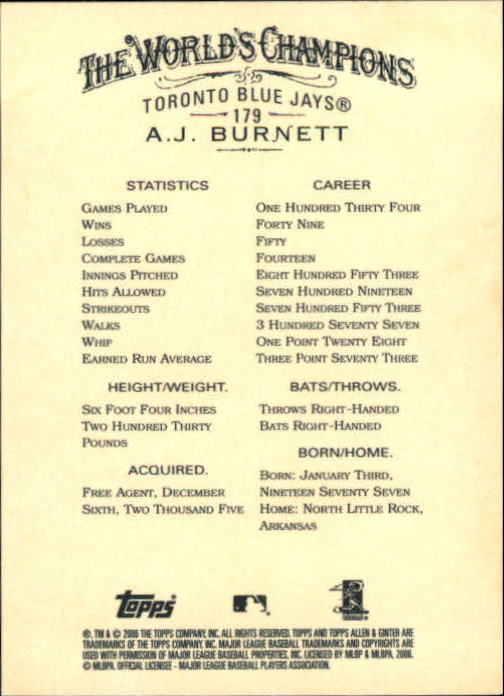 THE WORLD'S CHAMPIONS
TORONTO BLUE JAYS®
179
A.J. BURNETT
STATISTICS CAREER
GAMES PLAYED ONE HUNDRED THIRTY FOUR
WINS FORTY NINE
LOSSES FIFTY
COMPLETE GAMES FOURTEEN
INNINGS PITCHED EIGHT HUNDRED FIFTY THREE
HITS ALLOWED SEVEN HUNDRED NINETEEN
STRIKEOUTS SEVEN HUNDRED FIFTY THREE
WALKS 3 HUNDRED SEVENTY SEVEN
WHIP ONE POINT TWENTY EIGHT
EARNED RUN AVERAGE THREE POINT SEVENTY THREE
HEIGHT/WEIGHT.
SIX FOOT FOUR INCHES
TWO HUNDRED THIRTY
POUNDS
ACQUIRED.
FREE AGENT, DECEMBER
SIXTH, TWO THOUSAND FIVE
BATS/THROWS.
THROWS RIGHT-HANDED
BATS RIGHT-HANDED
BORN/HOME.
BORN: JANUARY THIRD,
NINETEEN SEVENTY SEVEN
HOME: NORTH LITTLE ROCK,
ARKANSAS
topps®
®, TM & © 2006 THE TOPPS COMPANY, INC. ALL RIGHTS RESERVED. TOPPS AND TOPPS ALLEN & GINTER ARE
TRADEMARKS OF THE TOPPS COMPANY, INC. MAJOR LEAGUE BASEBALL TRADEMARKS AND COPYRIGHTS ARE
USED WITH PERMISSION OF MAJOR LEAGUE BASEBALL PROPERTIES, INC. LICENSED BY MLBP & MLBPA, 2006.
© MLBPA. OFFICIAL LICENSEE - MAJOR LEAGUE BASEBALL PLAYERS ASSOCIATION.